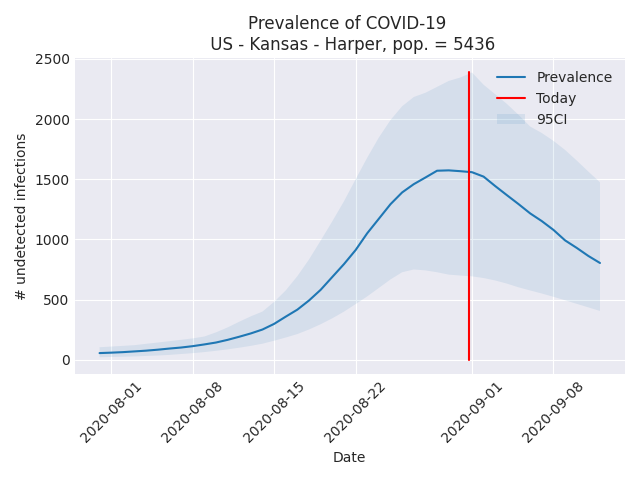 Prevalence of COVID-19
US - Kansas - Harper, pop. = 5436
Prevalence
Today
95CI
# undetected infections
2500
2000
1500
1000
500
0
2020-08-01
2020-08-08
2020-08-15
2020-08-22
2020-09-01
2020-09-08
Date